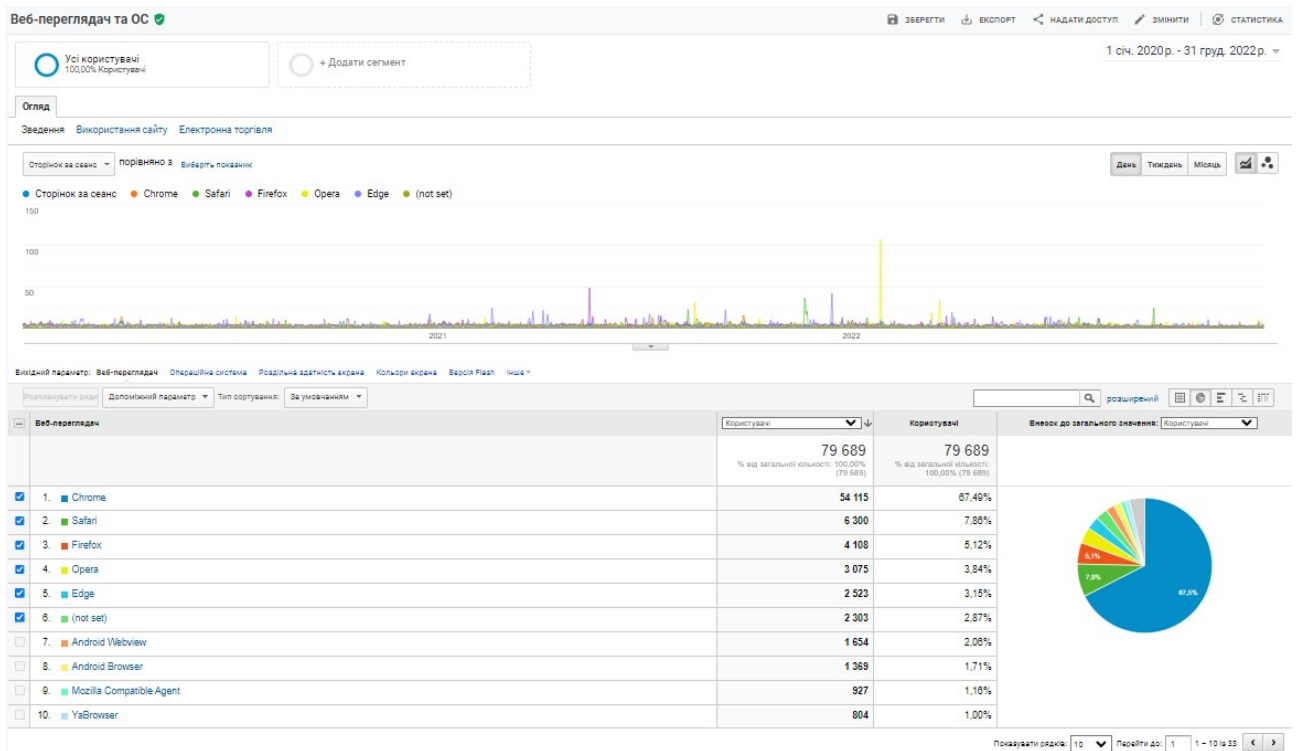 Веб-переглядач та ОС
ЗБЕРЕГТИ ЕКСПОРТ НАДАТИ ДОСТУП ЗМІНИТИ СТАТИСТИКА
Усі користувачі
100,00% Користувачі
+ Додати сегмент
1 січ. 2020 р. - 31 груд. 2022 р.
Огляд
Зведення Використання сайту Електронна торгівля
Сторінок за сеанс порівняно з Виберіть показник
День Тиждень Місяць
Сторінок за сеанс Chrome Safari Firefox Opera Edge (not set)
150
100
50
2021 2022
Вихідний параметр: Веб-переглядач Операційна система Роздільна здатність екрана Кольори екрана Версія Flash Інше
Розпланувати ряди Допоміжний параметр Тип сортування: За умовчанням
розширений
Веб-переглядач Користувачі Користувачі Внесок до загального значення: Користувачі
79 689 79 689
% від загальної кількості: 100,00% (79 689) % від загальної кількості: 100,00% (79 689)
1. Chrome 54 115 67,49%
2. Safari 6 300 7,86%
3. Firefox 4 108 5,12%
4. Opera 3 075 3,84%
5. Edge 2 523 3,15%
6. (not set) 2 303 2,87%
7. Android Webview 1 654 2,06%
8. Android Browser 1 369 1,71%
9. Mozilla Compatible Agent 927 1,16%
10. YaBrowser 804 1,00%
5,1%
7,9%
67,5%
Показувати рядків: 10 Перейти до: 1 1 – 10 із 33